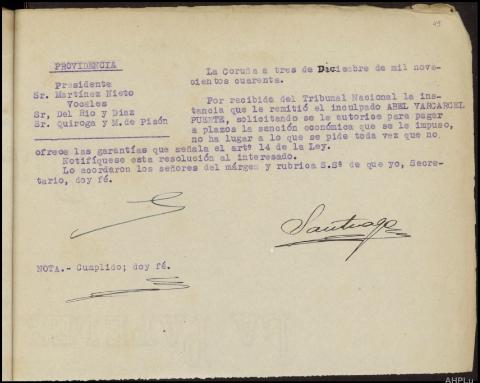 49
PROVIDENCIA
Presidente
Sr. Martínez Nieto
Vocales
Sr, Del Rio y Diaz
Sr. Quiroga y M. de Pisón
La Coruña a tres de Diciembre de mil nove-
cientos cuarenta.
Por recibida del Tribunal Nacional la ins-
tancia que le remitió el inculpado ABEL VARCARCEL
PUENTE, solicitando se le autorice para pagar
a plazos la sanción económica que se le impuso,
no ha lugar a lo que se pide toda vez que no
ofrece las garantías que señala el artº 14 de la Ley.
Notifíquese esta resolución al interesado.
Lo acordaron los señores del márgen y rubrica S.Sª de que yo, Secre-
tario, doy fé.
Santiago
NOTA.- Cumplido; doy fé.
AHPLu